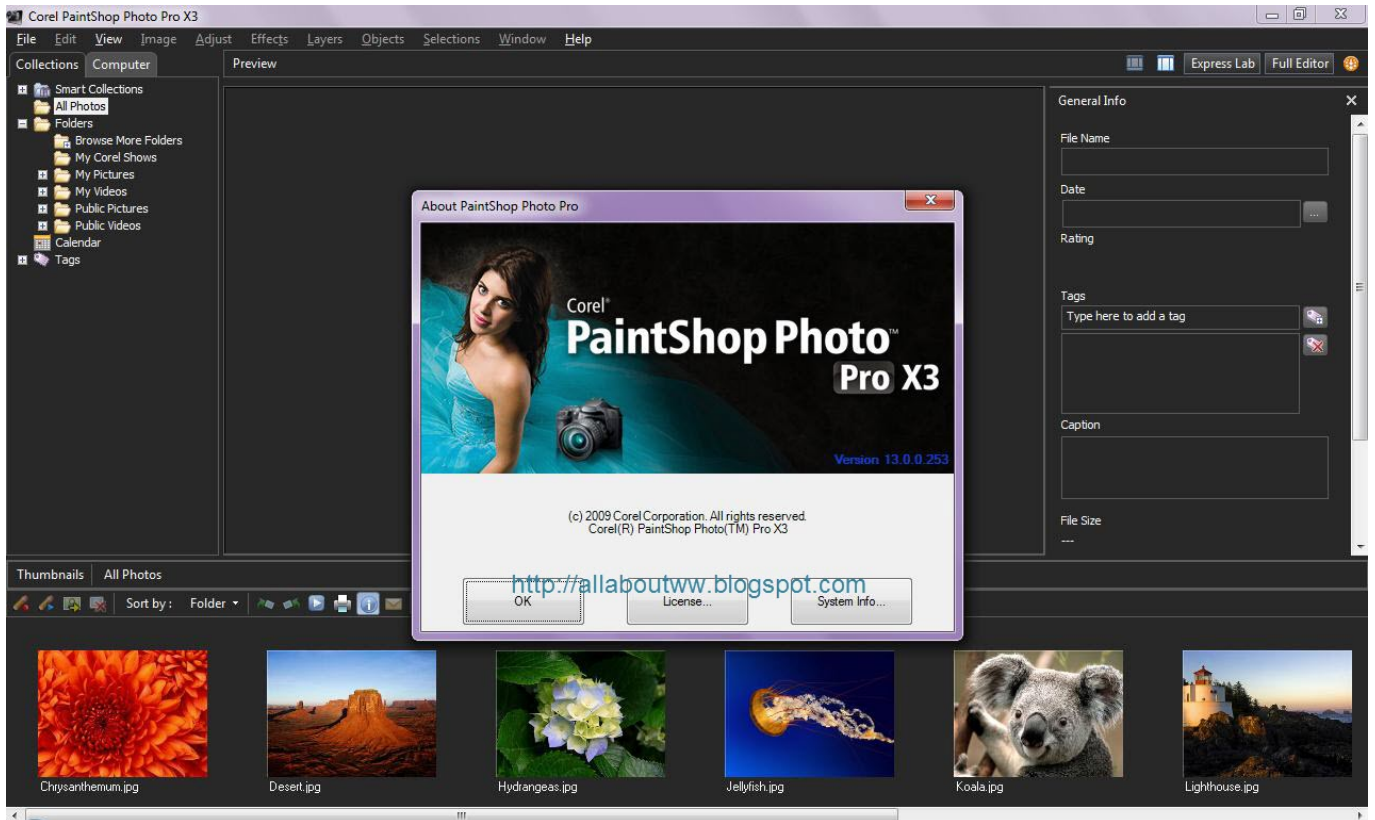 Corel PaintShop Photo Pro X3
File Edit View Image Adjust Effects Layers Objects Selections Window Help
Collections Computer
Preview
Express Lab Full Editor
Smart Collections
All Photos
Folders
Browse More Folders
My Corel Shows
My Pictures
My Videos
Public Pictures
Public Videos
Calendar
Tags
General Info
File Name
Date
...
Rating
Tags
Type here to add a tag
Caption
File Size
---
About PaintShop Photo Pro
Corel®
PaintShop Photo™
Pro X3
Version 13.0.0.253
(c) 2009 Corel Corporation. All rights reserved.
Corel(R) PaintShop Photo(TM) Pro X3
http://allaboutww.blogspot.com
OK License... System Info...
Thumbnails All Photos
Sort by : Folder
Chrysanthemum.jpg Desert.jpg Hydrangeas.jpg Jellyfish.jpg Koala.jpg Lighthouse.jpg